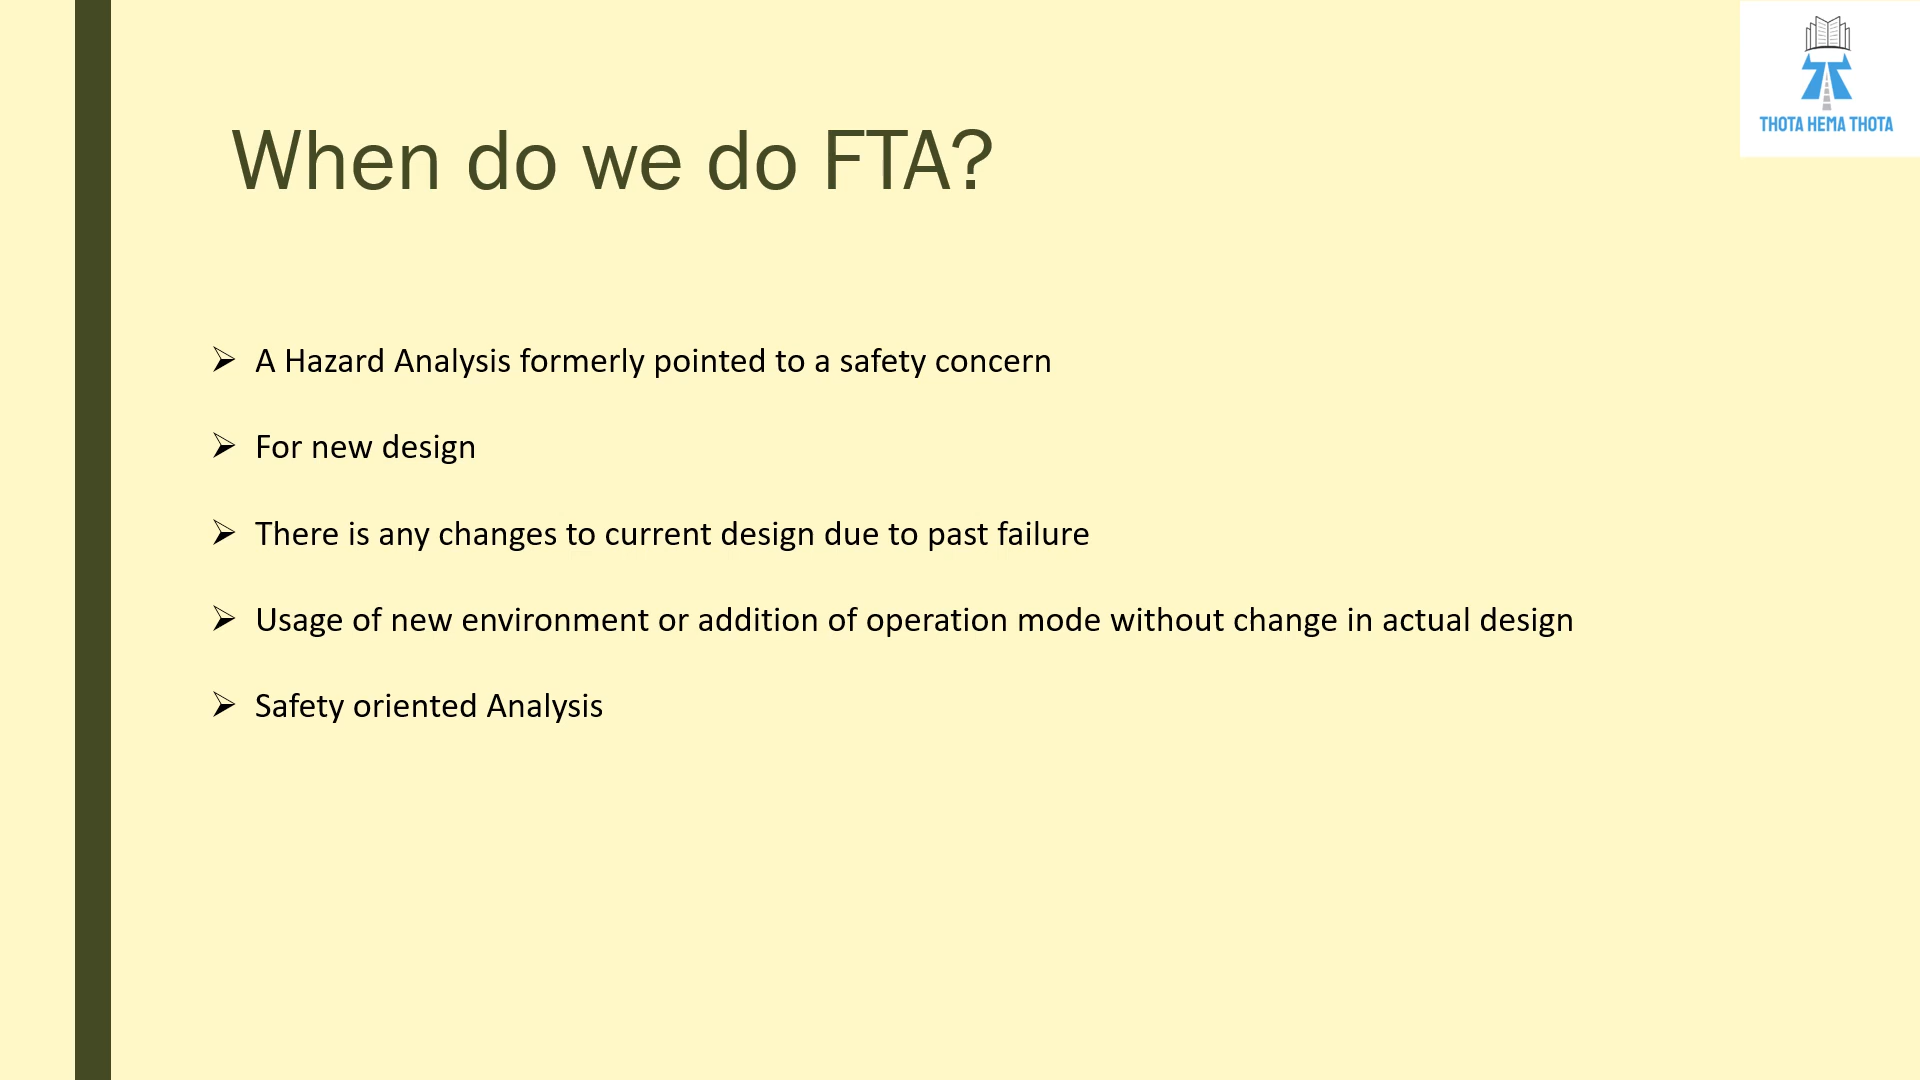 THOTA HEMA THOTA
When do we do FTA?
➢ A Hazard Analysis formerly pointed to a safety concern
➢ For new design
➢ There is any changes to current design due to past failure
➢ Usage of new environment or addition of operation mode without change in actual design
➢ Safety oriented Analysis